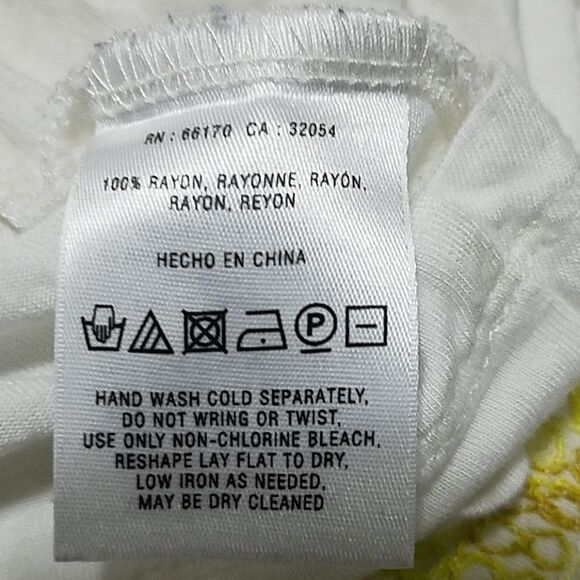 RN : 66170 CA : 32054
100% RAYON, RAYONNE, RAYÓN,
RAYON, REYON
HECHO EN CHINA
P
HAND WASH COLD SEPARATELY,
DO NOT WRING OR TWIST,
USE ONLY NON-CHLORINE BLEACH,
RESHAPE LAY FLAT TO DRY,
LOW IRON AS NEEDED,
MAY BE DRY CLEANED